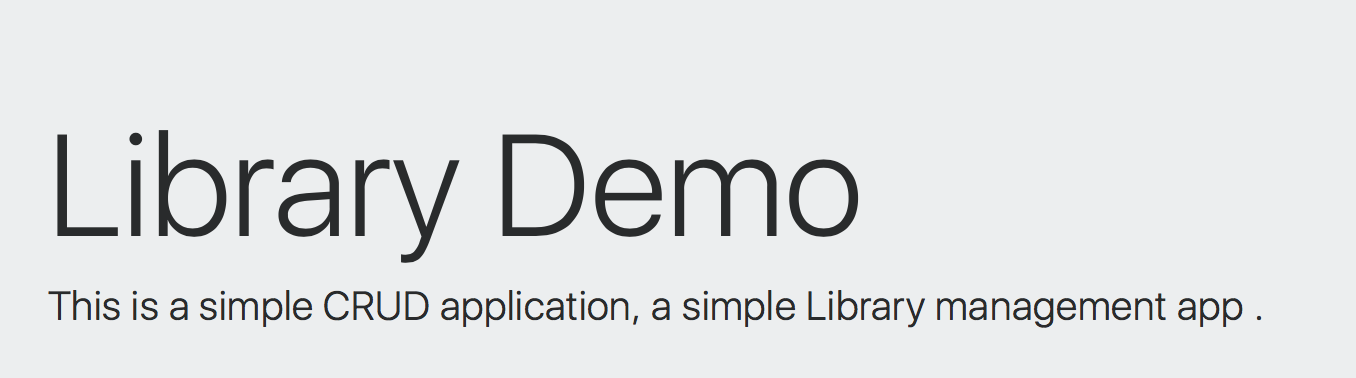 Library Demo
This is a simple CRUD application, a simple Library management app .